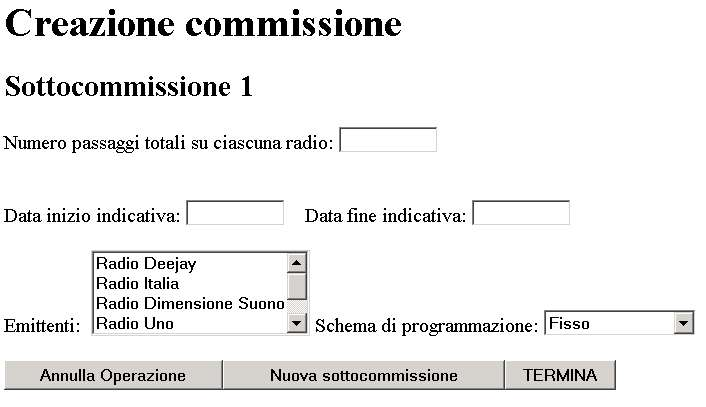 Creazione commissione
Sottocommissione 1
Numero passaggi totali su ciascuna radio:
Data inizio indicativa: Data fine indicativa:
Radio Deejay
Radio Italia
Radio Dimensione Suono
Radio Uno
Emittenti: Schema di programmazione: Fisso
Annulla Operazione Nuova sottocommissione TERMINA